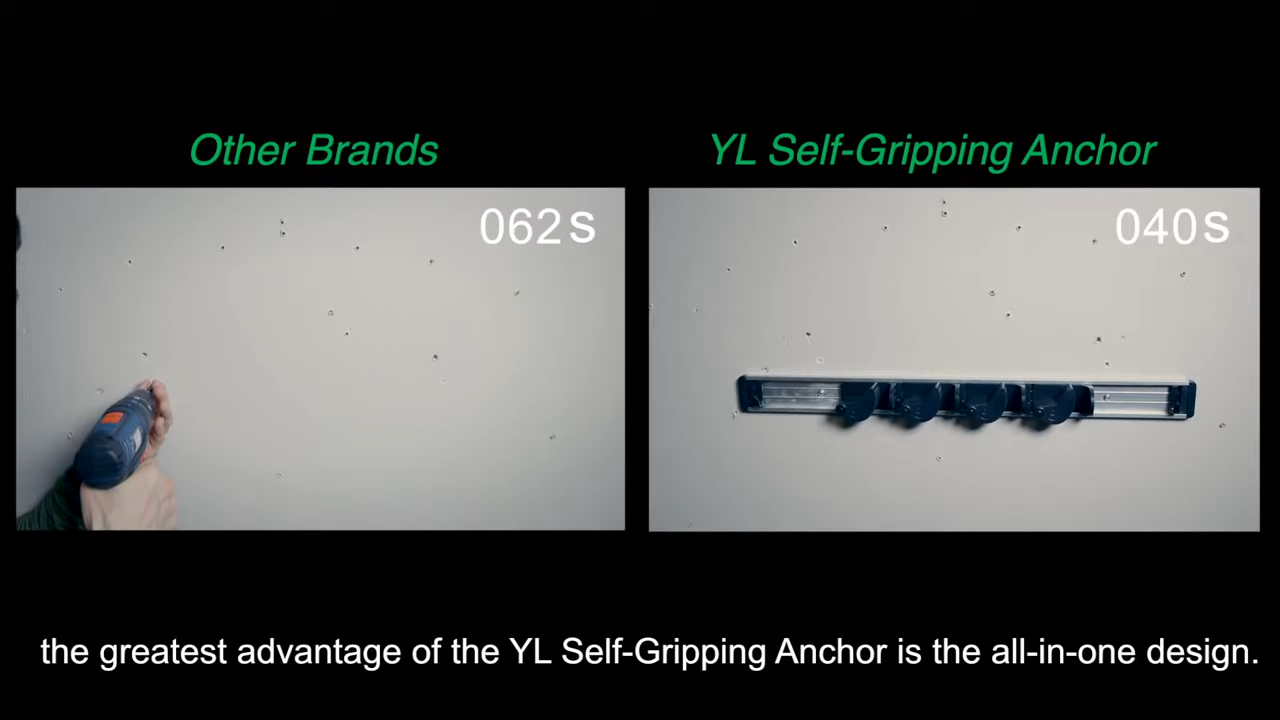 Other Brands
YL Self-Gripping Anchor
062s
040s
the greatest advantage of the YL Self-Gripping Anchor is the all-in-one design.